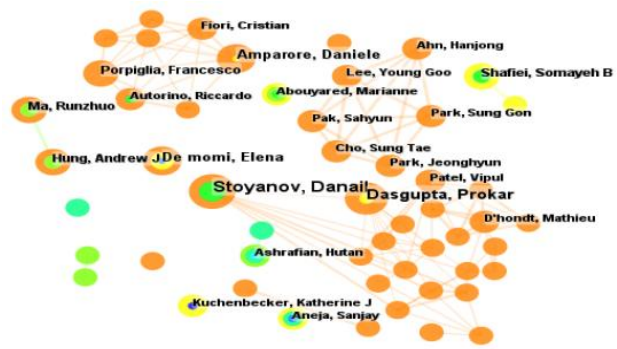 Fiori, Cristian
Amparore, Daniele
Ahn, Hanjong
Porpiglia, Francesco
Lee, Young Goo
Shafiei, Somayeh B
Autorino, Riccardo
Abouyared, Marianne
Ma, Runzhuo
Pak, Sahyun
Park, Sung Gon
Cho, Sung Tae
Hung, Andrew J
De momi, Elena
Park, Jeonghyun
Patel, Vipul
Stoyanov, Danail
Dasgupta, Prokar
D'hondt, Mathieu
Ashrafian, Hutan
Kuchenbecker, Katherine J
Aneja, Sanjay